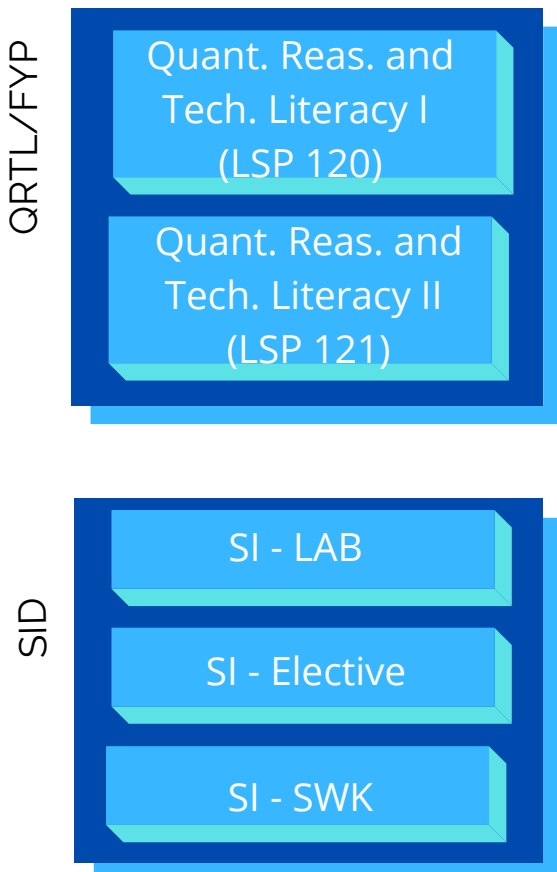 QRTL/FYP
Quant. Reas. and
Tech. Literacy I
(LSP 120)
Quant. Reas. and
Tech. Literacy II
(LSP 121)
SID
SI - LAB
SI - Elective
SI - SWK